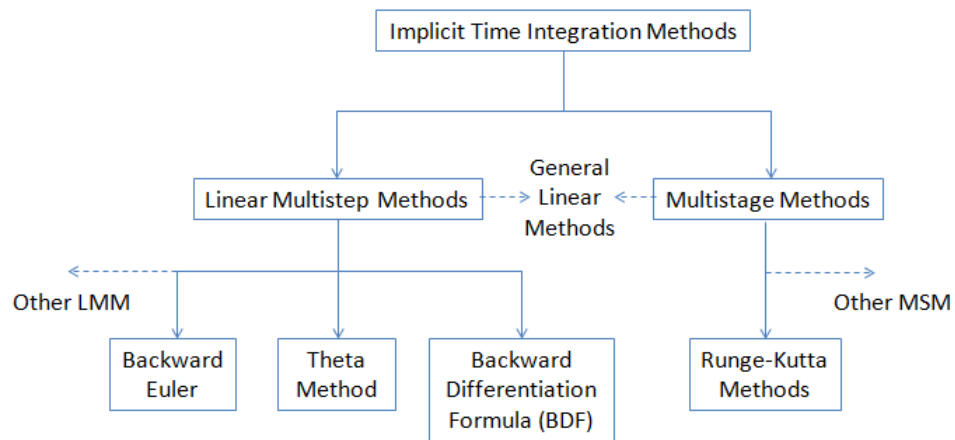 Implicit Time Integration Methods
General
Linear
Methods
Linear Multistep Methods
Multistage Methods
Other LMM
Other MSM
Backward
Euler
Theta
Method
Backward
Differentiation
Formula (BDF)
Runge-Kutta
Methods